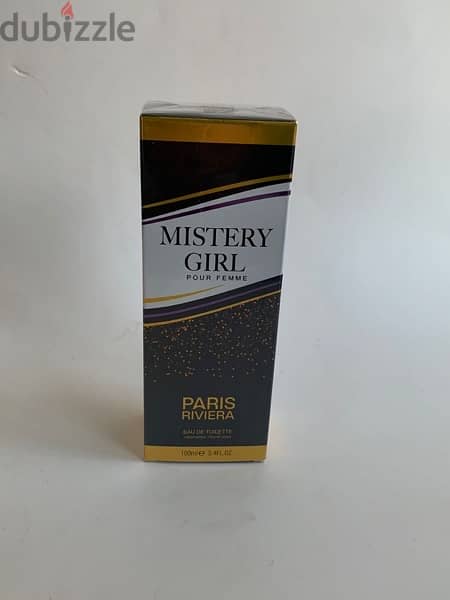 dubizzle
MISTERY
GIRL
POUR FEMME
PARIS
RIVIERA
EAU DE TOILETTE
100ml℮ 3.4FL.OZ